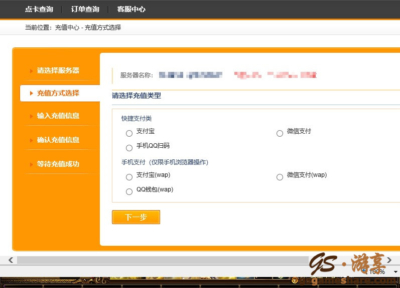 点卡查询 订单查询 客服中心
当前位置：充值中心 - 充值方式选择
请选择服务器
服务器名称：
充值方式选择
请选择充值类型
输入充值信息
快捷支付类
支付宝 微信支付
确认充值信息
手机QQ扫码
手机支付（仅限手机浏览器操作）
等待充值成功
支付宝(wap) 微信支付(wap)
QQ钱包(wap)
下一步
GS·游享